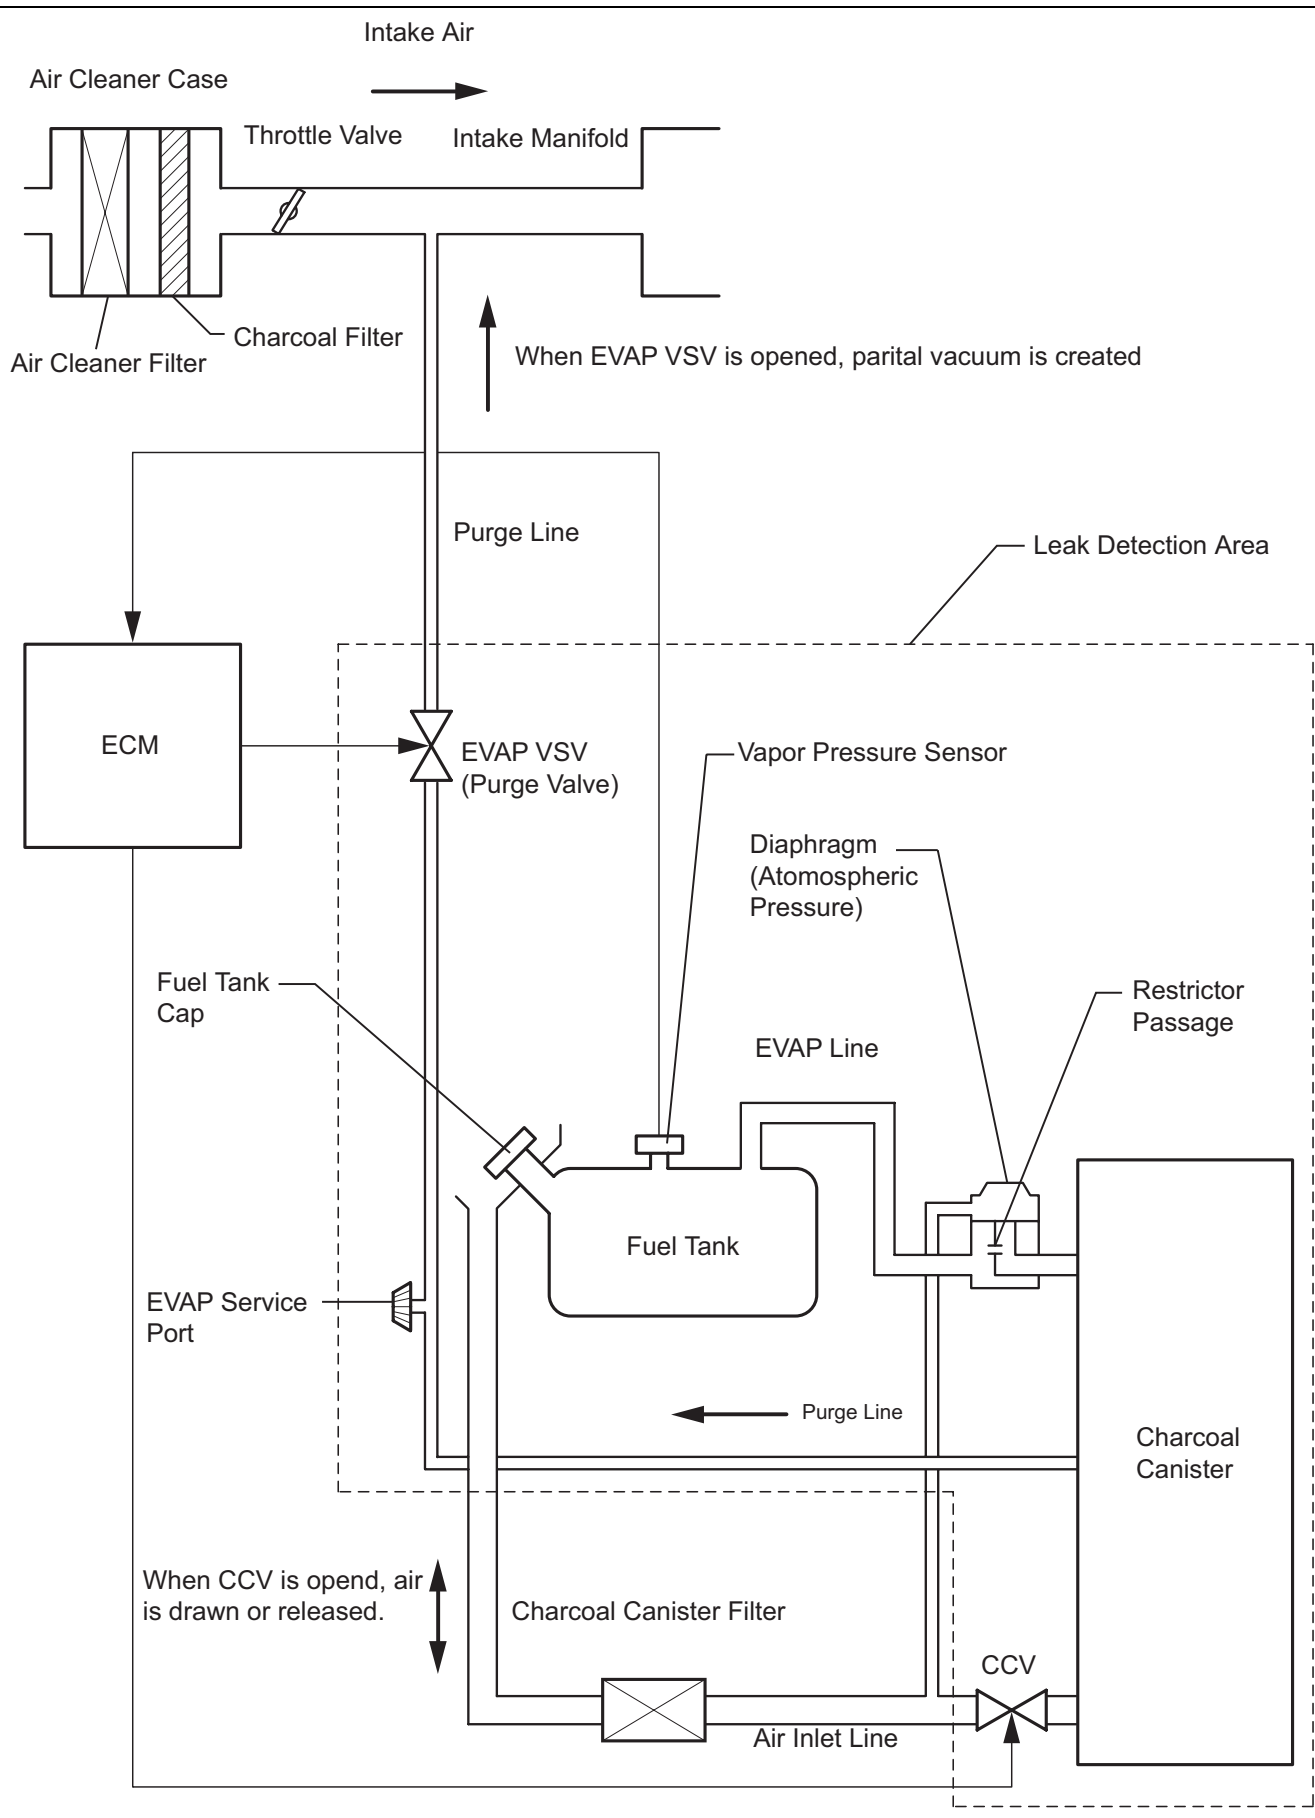 Intake Air
Air Cleaner Case
Throttle Valve
Intake Manifold
Charcoal Filter
Air Cleaner Filter
When EVAP VSV is opened, parital vacuum is created
Purge Line
Leak Detection Area
ECM
EVAP VSV
(Purge Valve)
Vapor Pressure Sensor
Diaphragm
(Atomospheric
Pressure)
Fuel Tank
Cap
Restrictor
Passage
EVAP Line
Fuel Tank
EVAP Service
Port
Purge Line
Charcoal
Canister
When CCV is opend, air
is drawn or released.
Charcoal Canister Filter
CCV
Air Inlet Line